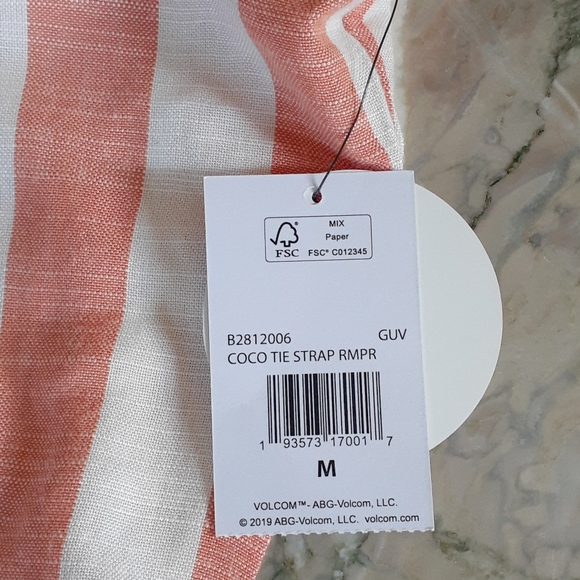 MIX
Paper
FSC® C012345
FSC
B2812006 GUV
COCO TIE STRAP RMPR
1 93573 17001 7
M
VOLCOM™- ABG-Volcom, LLC.
© 2019 ABG-Volcom, LLC. volcom.com